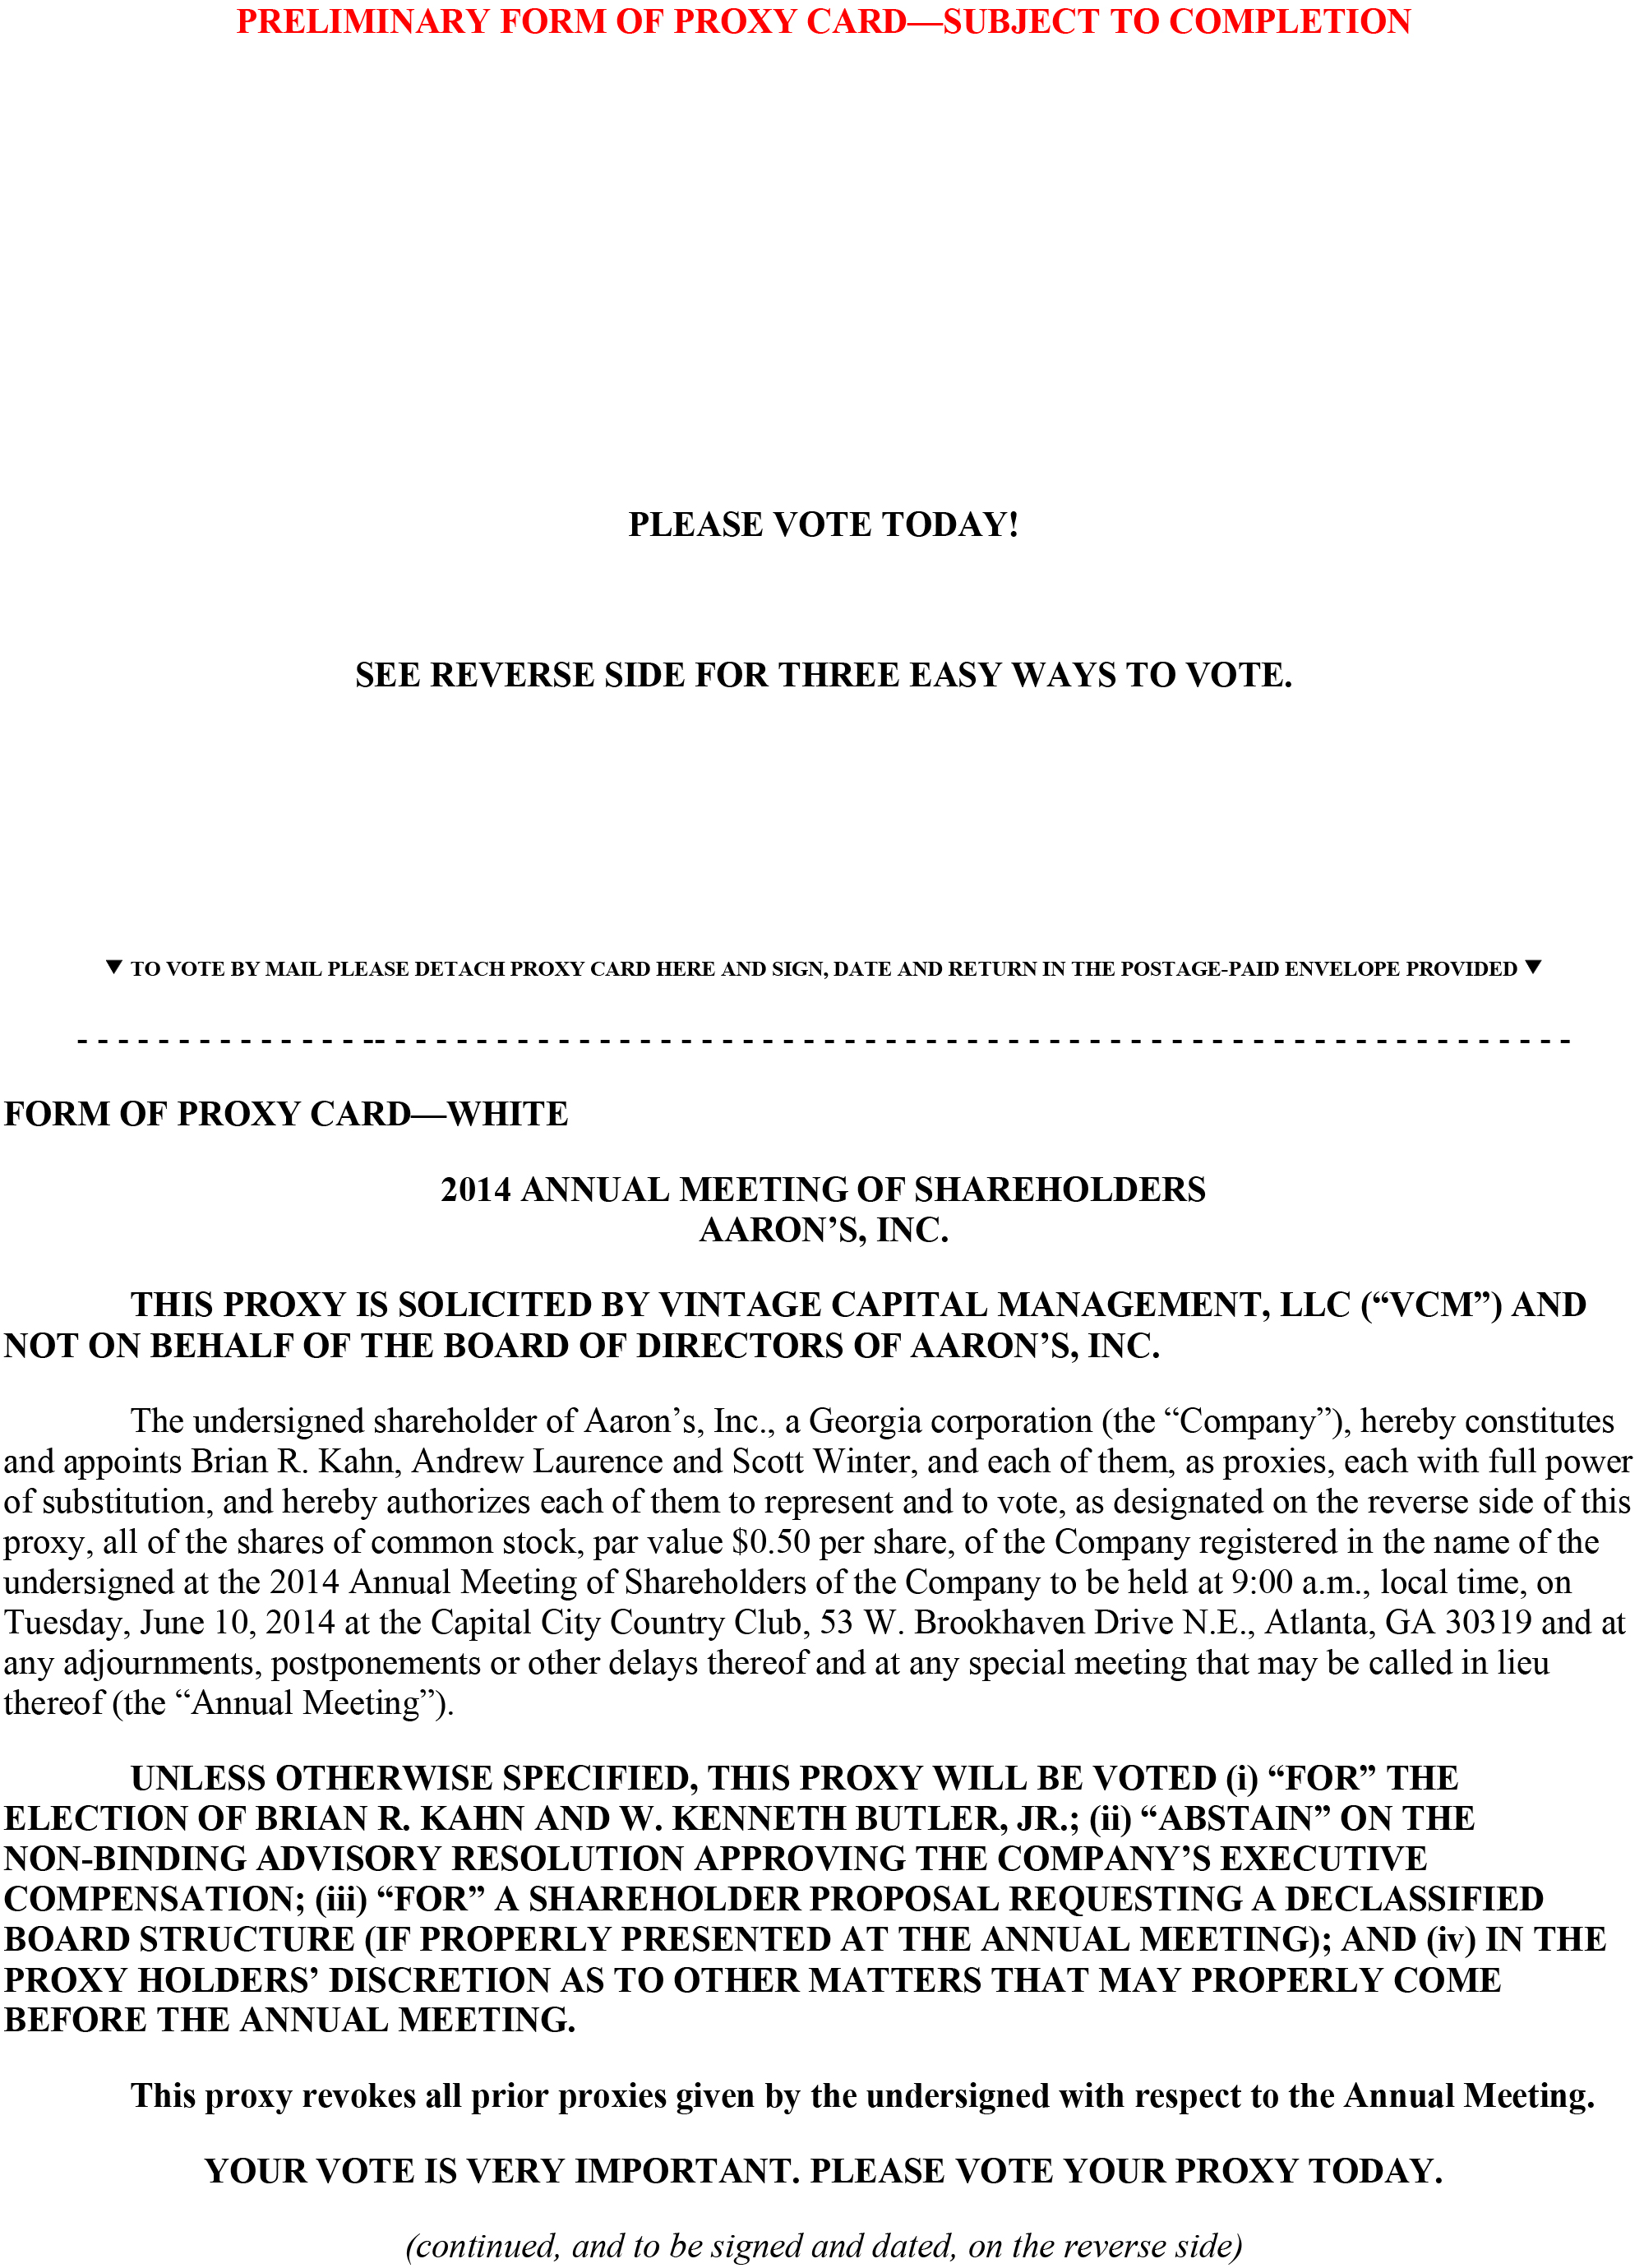 PRELIMINARY FORM OF PROXY CARD—SUBJECT TO COMPLETION
PLEASE VOTE TODAY!
SEE REVERSE SIDE FOR THREE EASY WAYS TO VOTE.
▼ TO VOTE BY MAIL PLEASE DETACH PROXY CARD HERE AND SIGN, DATE AND RETURN IN THE POSTAGE-PAID ENVELOPE PROVIDED ▼
FORM OF PROXY CARD—WHITE
2014 ANNUAL MEETING OF SHAREHOLDERS
AARON’S, INC.
THIS PROXY IS SOLICITED BY VINTAGE CAPITAL MANAGEMENT, LLC (“VCM”) AND
NOT ON BEHALF OF THE BOARD OF DIRECTORS OF AARON’S, INC.
The undersigned shareholder of Aaron’s, Inc., a Georgia corporation (the “Company”), hereby constitutes
and appoints Brian R. Kahn, Andrew Laurence and Scott Winter, and each of them, as proxies, each with full power
of substitution, and hereby authorizes each of them to represent and to vote, as designated on the reverse side of this
proxy, all of the shares of common stock, par value $0.50 per share, of the Company registered in the name of the
undersigned at the 2014 Annual Meeting of Shareholders of the Company to be held at 9:00 a.m., local time, on
Tuesday, June 10, 2014 at the Capital City Country Club, 53 W. Brookhaven Drive N.E., Atlanta, GA 30319 and at
any adjournments, postponements or other delays thereof and at any special meeting that may be called in lieu
thereof (the “Annual Meeting”).
UNLESS OTHERWISE SPECIFIED, THIS PROXY WILL BE VOTED (i) “FOR” THE
ELECTION OF BRIAN R. KAHN AND W. KENNETH BUTLER, JR.; (ii) “ABSTAIN” ON THE
NON-BINDING ADVISORY RESOLUTION APPROVING THE COMPANY’S EXECUTIVE
COMPENSATION; (iii) “FOR” A SHAREHOLDER PROPOSAL REQUESTING A DECLASSIFIED
BOARD STRUCTURE (IF PROPERLY PRESENTED AT THE ANNUAL MEETING); AND (iv) IN THE
PROXY HOLDERS’ DISCRETION AS TO OTHER MATTERS THAT MAY PROPERLY COME
BEFORE THE ANNUAL MEETING.
This proxy revokes all prior proxies given by the undersigned with respect to the Annual Meeting.
YOUR VOTE IS VERY IMPORTANT. PLEASE VOTE YOUR PROXY TODAY.
(continued, and to be signed and dated, on the reverse side)